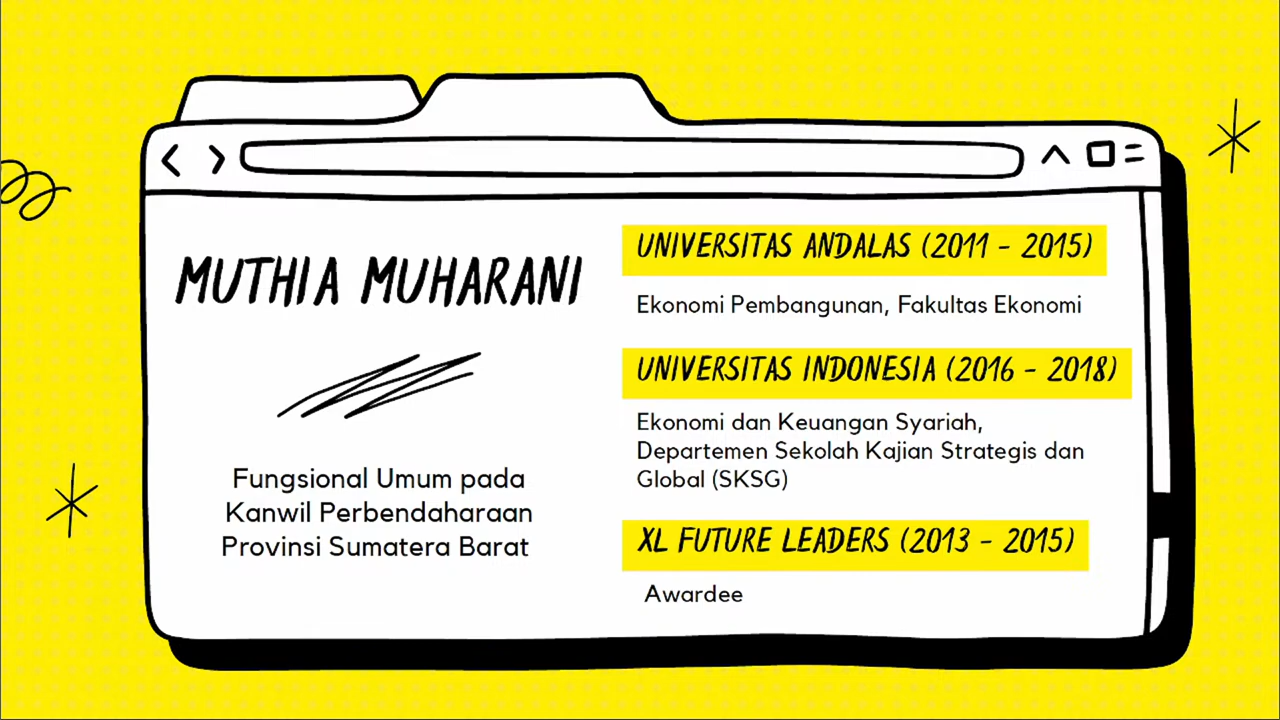 MUTHIA MUHARANI
Fungsional Umum pada
Kanwil Perbendaharaan
Provinsi Sumatera Barat
UNIVERSITAS ANDALAS (2011 - 2015)
Ekonomi Pembangunan, Fakultas Ekonomi
UNIVERSITAS INDONESIA (2016 - 2018)
Ekonomi dan Keuangan Syariah,
Departemen Sekolah Kajian Strategis dan
Global (SKSG)
XL FUTURE LEADERS (2013 - 2015)
Awardee